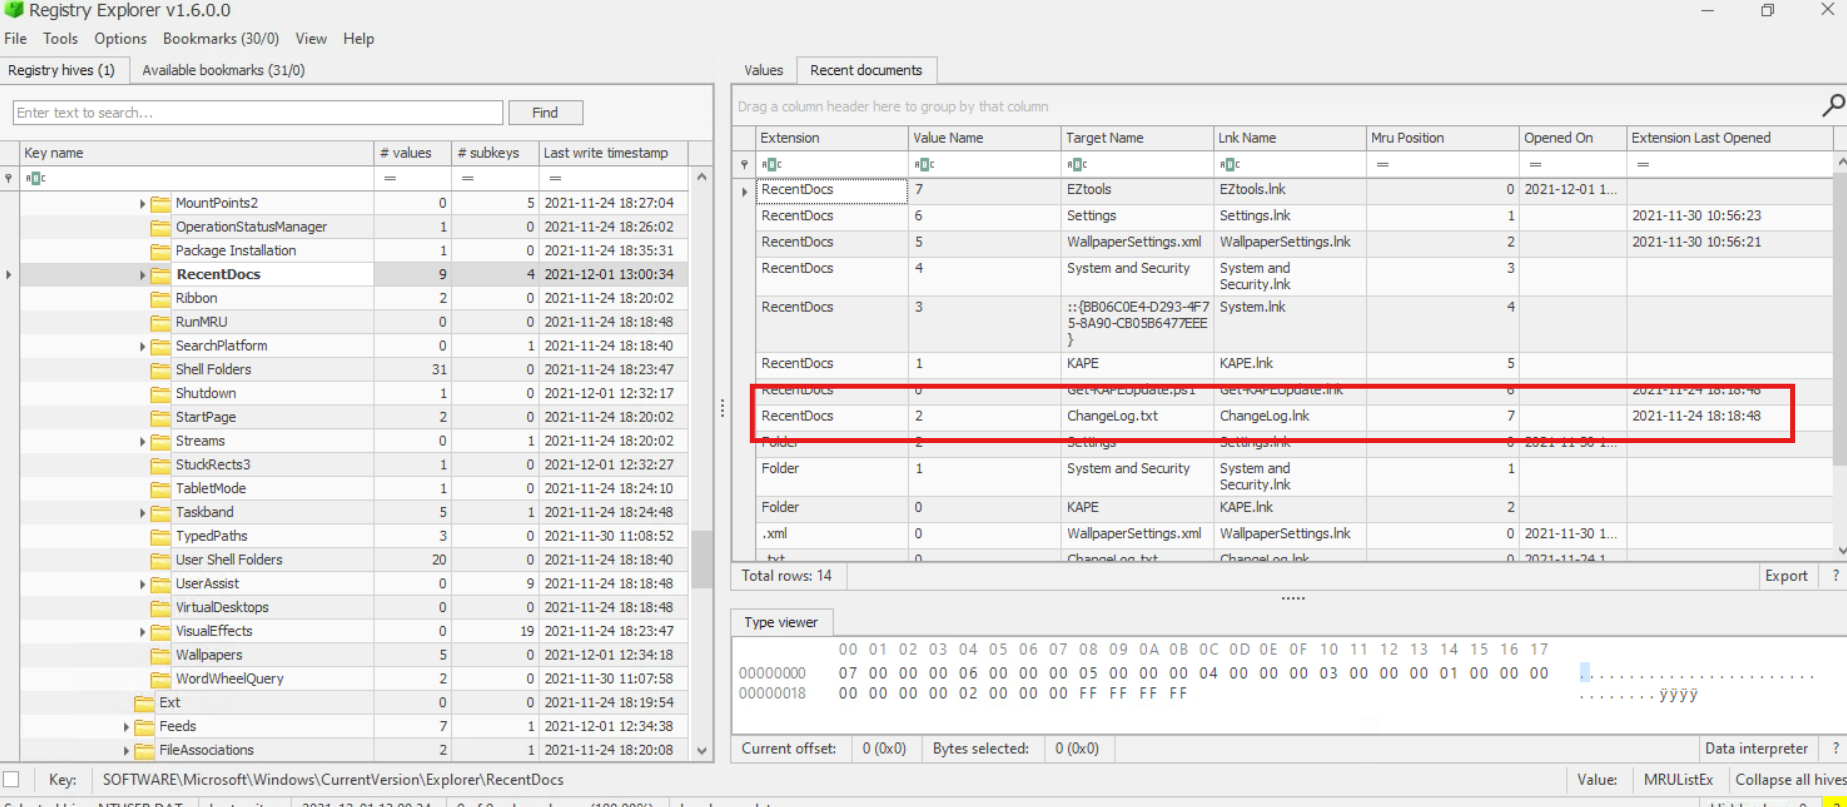 Registry Explorer v1.6.0.0
File Tools Options Bookmarks (30/0) View Help
Registry hives (1) Available bookmarks (31/0)
Enter text to search... Find
Key name # values # subkeys Last write timestamp
= = =
MountPoints2 0 5 2021-11-24 18:27:04
OperationStatusManager 1 0 2021-11-24 18:26:02
Package Installation 1 0 2021-11-24 18:35:31
RecentDocs 9 4 2021-12-01 13:00:34
Ribbon 2 0 2021-11-24 18:20:02
RunMRU 0 0 2021-11-24 18:18:48
SearchPlatform 0 1 2021-11-24 18:18:40
Shell Folders 31 0 2021-11-24 18:23:47
Shutdown 1 0 2021-12-01 12:32:17
StartPage 2 0 2021-11-24 18:20:02
Streams 0 1 2021-11-24 18:20:02
StuckRects3 1 0 2021-12-01 12:32:27
TabletMode 1 0 2021-11-24 18:24:10
Taskband 5 1 2021-11-24 18:24:48
TypedPaths 3 0 2021-11-30 11:08:52
User Shell Folders 20 0 2021-11-24 18:18:40
UserAssist 0 9 2021-11-24 18:18:48
VirtualDesktops 0 0 2021-11-24 18:18:48
VisualEffects 0 19 2021-11-24 18:23:47
Wallpapers 5 0 2021-12-01 12:34:18
WordWheelQuery 2 0 2021-11-30 11:07:58
Ext 0 0 2021-11-24 18:19:54
Feeds 7 1 2021-12-01 12:34:38
FileAssociations 2 1 2021-11-24 18:20:08
Values Recent documents
Drag a column header here to group by that column
Extension Value Name Target Name Lnk Name Mru Position Opened On Extension Last Opened
= = =
RecentDocs 7 EZtools EZtools.lnk 0 2021-12-01 1...
RecentDocs 6 Settings Settings.lnk 1 2021-11-30 10:56:23
RecentDocs 5 WallpaperSettings.xml WallpaperSettings.lnk 2 2021-11-30 10:56:21
RecentDocs 4 System and Security System and 3
Security.lnk
RecentDocs 3 ::{BB06C0E4-D293-4F7 System.lnk 4
5-8A90-CB05B6477EEE
}
RecentDocs 1 KAPE KAPE.lnk 5
RecentDocs 0 Get-KAPEUpdate.ps1 Get-KAPEUpdate.lnk 6 2021-11-24 18:18:48
RecentDocs 2 ChangeLog.txt ChangeLog.lnk 7 2021-11-24 18:18:48
Folder 2 Settings Settings.lnk 0 2021-11-30 1...
Folder 1 System and Security System and 1
Security.lnk
Folder 0 KAPE KAPE.lnk 2
.xml 0 WallpaperSettings.xml WallpaperSettings.lnk 0 2021-11-30 1...
.txt 0 ChangeLog.txt ChangeLog.lnk 0 2021-11-24 1...
Total rows: 14 Export ?
Type viewer
00 01 02 03 04 05 06 07 08 09 0A 0B 0C 0D 0E 0F 10 11 12 13 14 15 16 17
00000000 07 00 00 00 06 00 00 00 05 00 00 00 04 00 00 00 03 00 00 00 01 00 00 00 ........................
00000018 00 00 00 00 02 00 00 00 FF FF FF FF ........ÿÿÿÿ
Current offset: 0 (0x0) Bytes selected: 0 (0x0) Data interpreter ?
Key: SOFTWARE\Microsoft\Windows\CurrentVersion\Explorer\RecentDocs Value: MRUListEx Collapse all hives